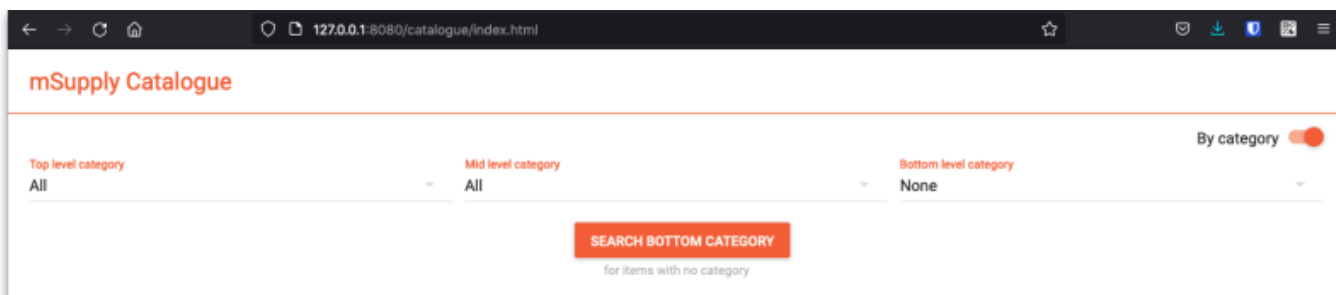 127.0.0.1:8080/catalogue/index.html
mSupply Catalogue
By category
Top level category
All
Mid level category
All
Bottom level category
None
SEARCH BOTTOM CATEGORY
for items with no category